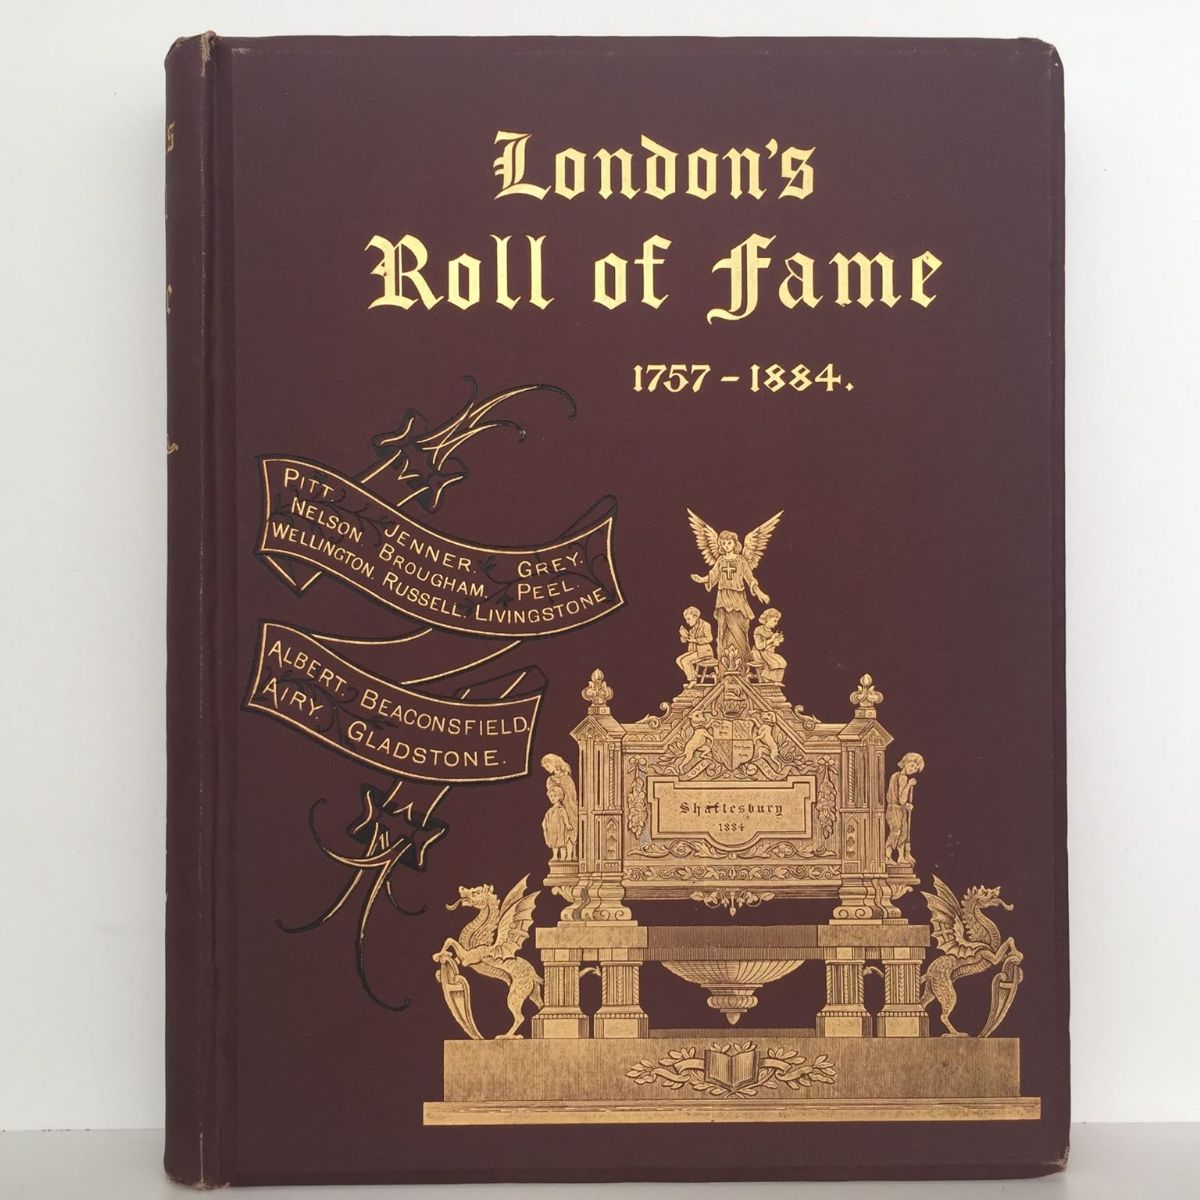 London's
Roll of Fame
1757-1884.
PITT.
NELSON JENNER. GREY.
WELLINGTON. BROUGHAM. PEEL.
RUSSELL. LIVINGSTONE
ALBERT. BEACONSFIELD.
AIRY. GLADSTONE.
Shaftesbury
1884